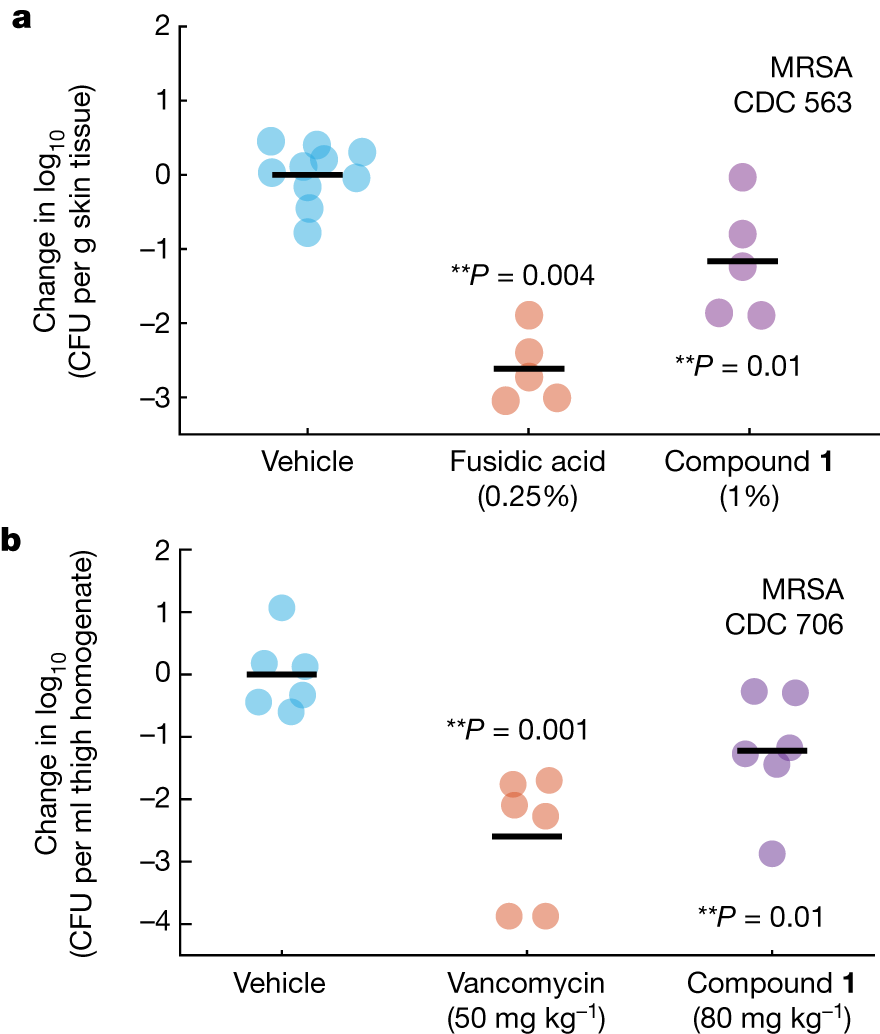 a
2
1
0
–1
–2
–3
Change in log10
(CFU per g skin tissue)
MRSA
CDC 563
**P = 0.004
**P = 0.01
Vehicle
Fusidic acid
(0.25%)
Compound 1
(1%)
b
2
1
0
–1
–2
–3
–4
Change in log10
(CFU per ml thigh homogenate)
MRSA
CDC 706
**P = 0.001
**P = 0.01
Vehicle
Vancomycin
(50 mg kg–1)
Compound 1
(80 mg kg–1)